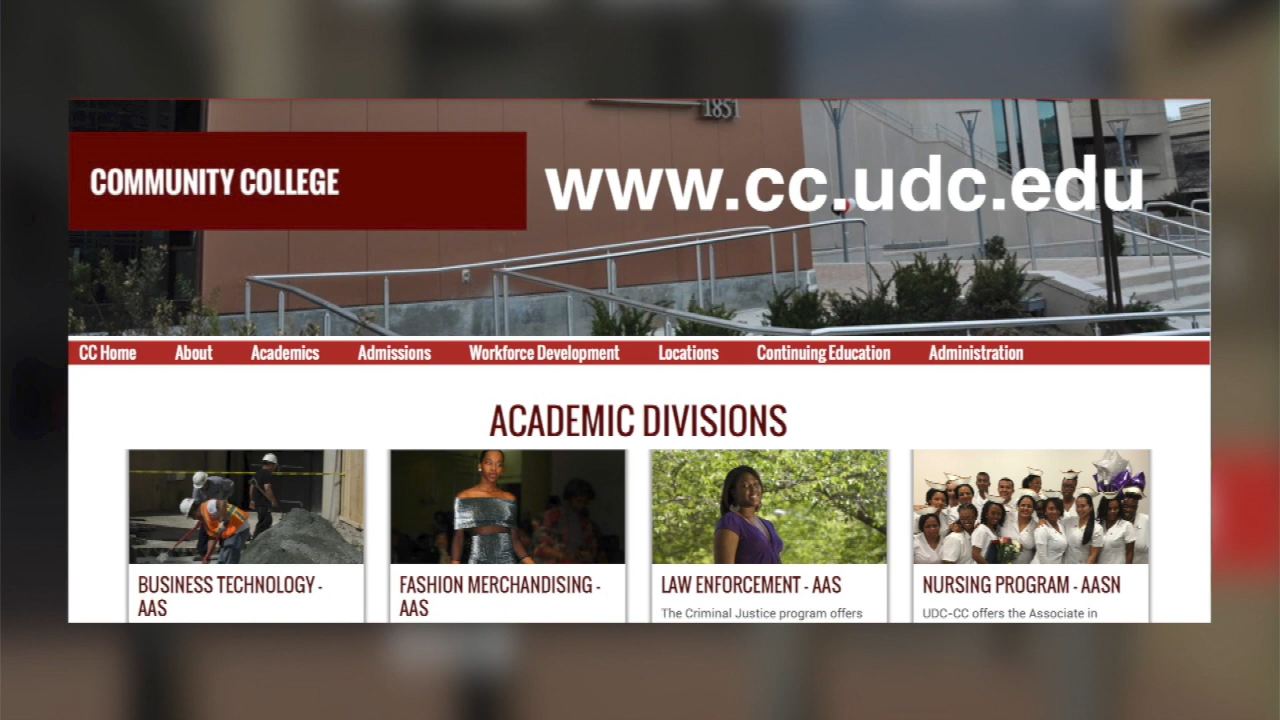 1851
COMMUNITY COLLEGE
www.cc.udc.edu
CC Home About Academics Admissions Workforce Development Locations Continuing Education Administration
ACADEMIC DIVISIONS
BUSINESS TECHNOLOGY -
AAS
FASHION MERCHANDISING -
AAS
LAW ENFORCEMENT - AAS
The Criminal Justice program offers
NURSING PROGRAM - AASN
UDC-CC offers the Associate in